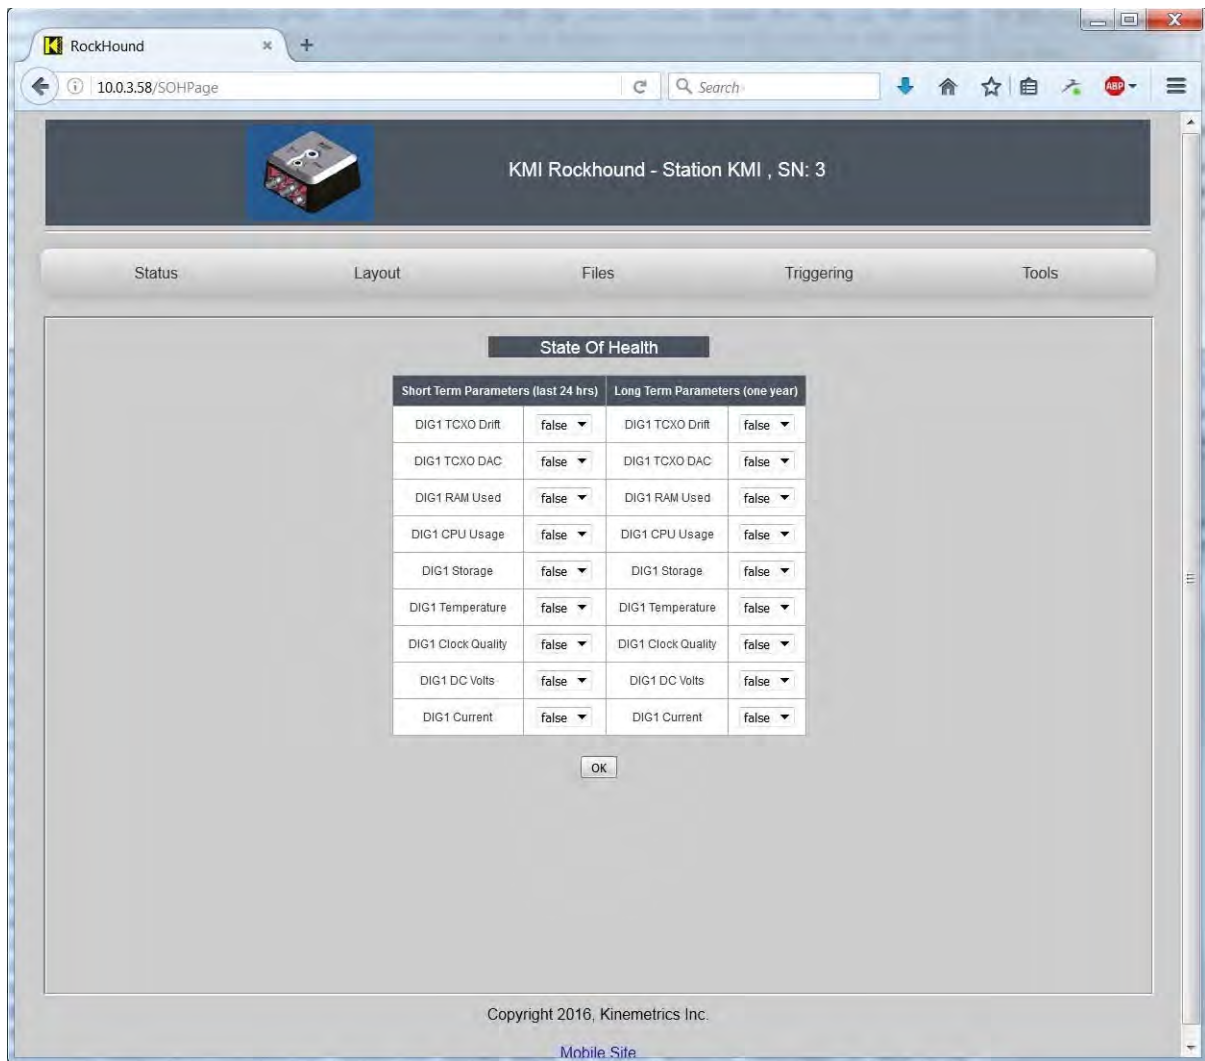 RockHound
10.0.3.58/SOHPage
Search
ABP
KMI Rockhound - Station KMI , SN: 3
Status Layout Files Triggering Tools
State Of Health
Short Term Parameters (last 24 hrs) Long Term Parameters (one year)
DIG1 TCXO Drift false DIG1 TCXO Drift false
DIG1 TCXO DAC false DIG1 TCXO DAC false
DIG1 RAM Used false DIG1 RAM Used false
DIG1 CPU Usage false DIG1 CPU Usage false
DIG1 Storage false DIG1 Storage false
DIG1 Temperature false DIG1 Temperature false
DIG1 Clock Quality false DIG1 Clock Quality false
DIG1 DC Volts false DIG1 DC Volts false
DIG1 Current false DIG1 Current false
OK
Copyright 2016, Kinemetrics Inc.
Mobile Site